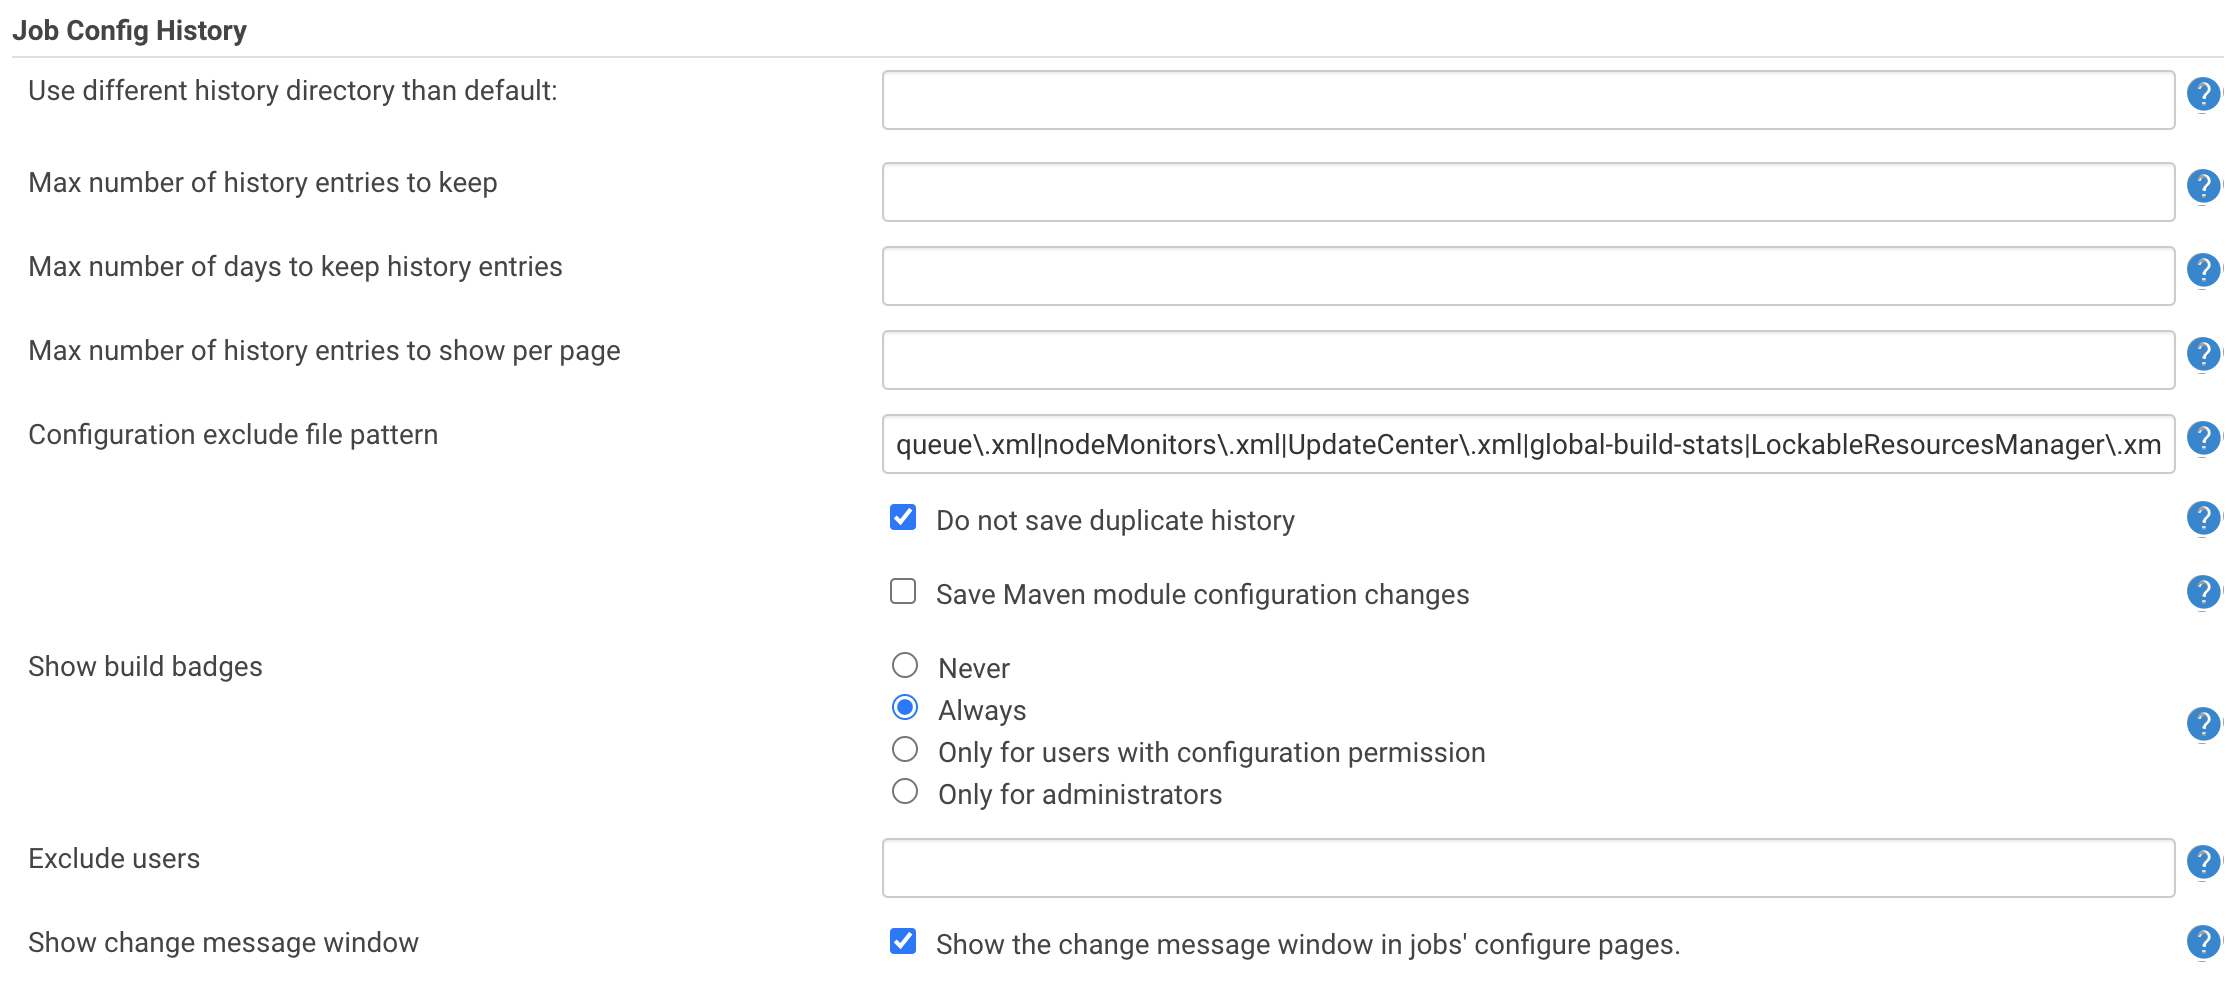 Job Config History
Use different history directory than default:
Max number of history entries to keep
Max number of days to keep history entries
Max number of history entries to show per page
Configuration exclude file pattern
queue\.xml|nodeMonitors\.xml|UpdateCenter\.xml|global-build-stats|LockableResourcesManager\.xm
Do not save duplicate history
Save Maven module configuration changes
Show build badges
Never
Always
Only for users with configuration permission
Only for administrators
Exclude users
Show change message window
Show the change message window in jobs' configure pages.